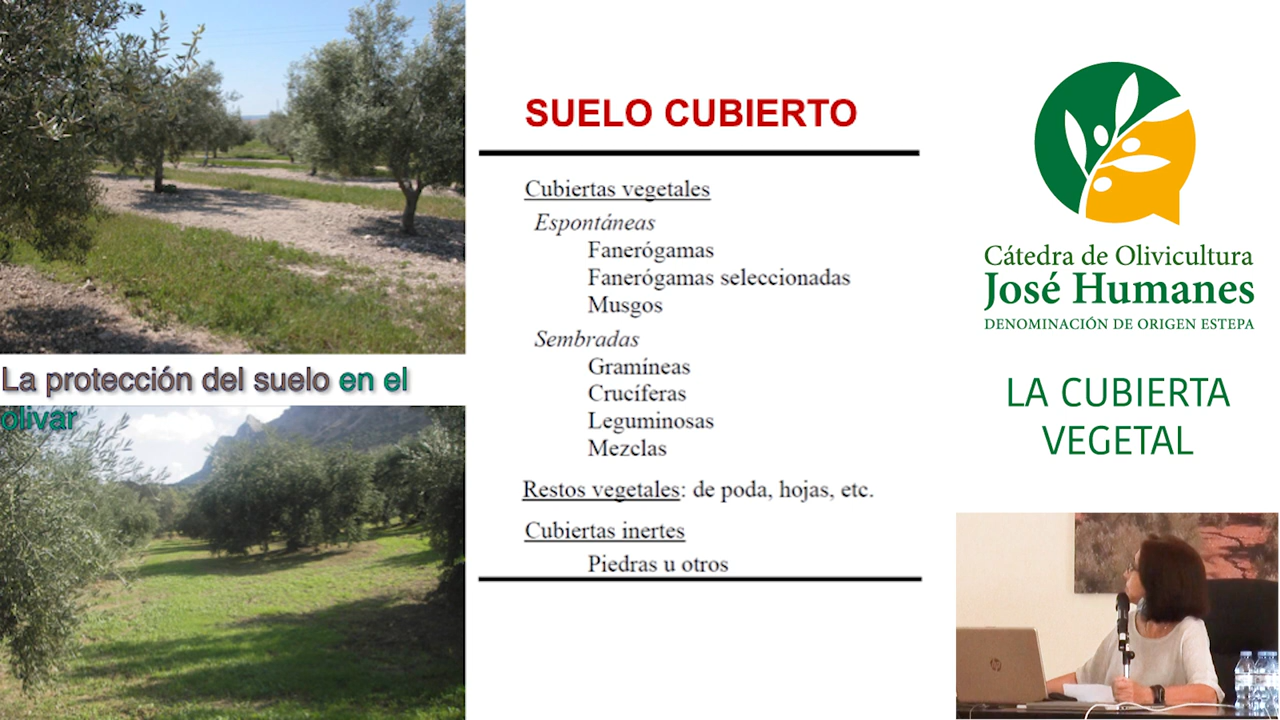 La protección del suelo en el
olivar
SUELO CUBIERTO
Cubiertas vegetales
Espontáneas
Fanerógamas
Fanerógamas seleccionadas
Musgos
Sembradas
Gramíneas
Crucíferas
Leguminosas
Mezclas
Restos vegetales: de poda, hojas, etc.
Cubiertas inertes
Piedras u otros
Cátedra de Olivicultura
José Humanes
DENOMINACIÓN DE ORIGEN ESTEPA
LA CUBIERTA
VEGETAL
hp